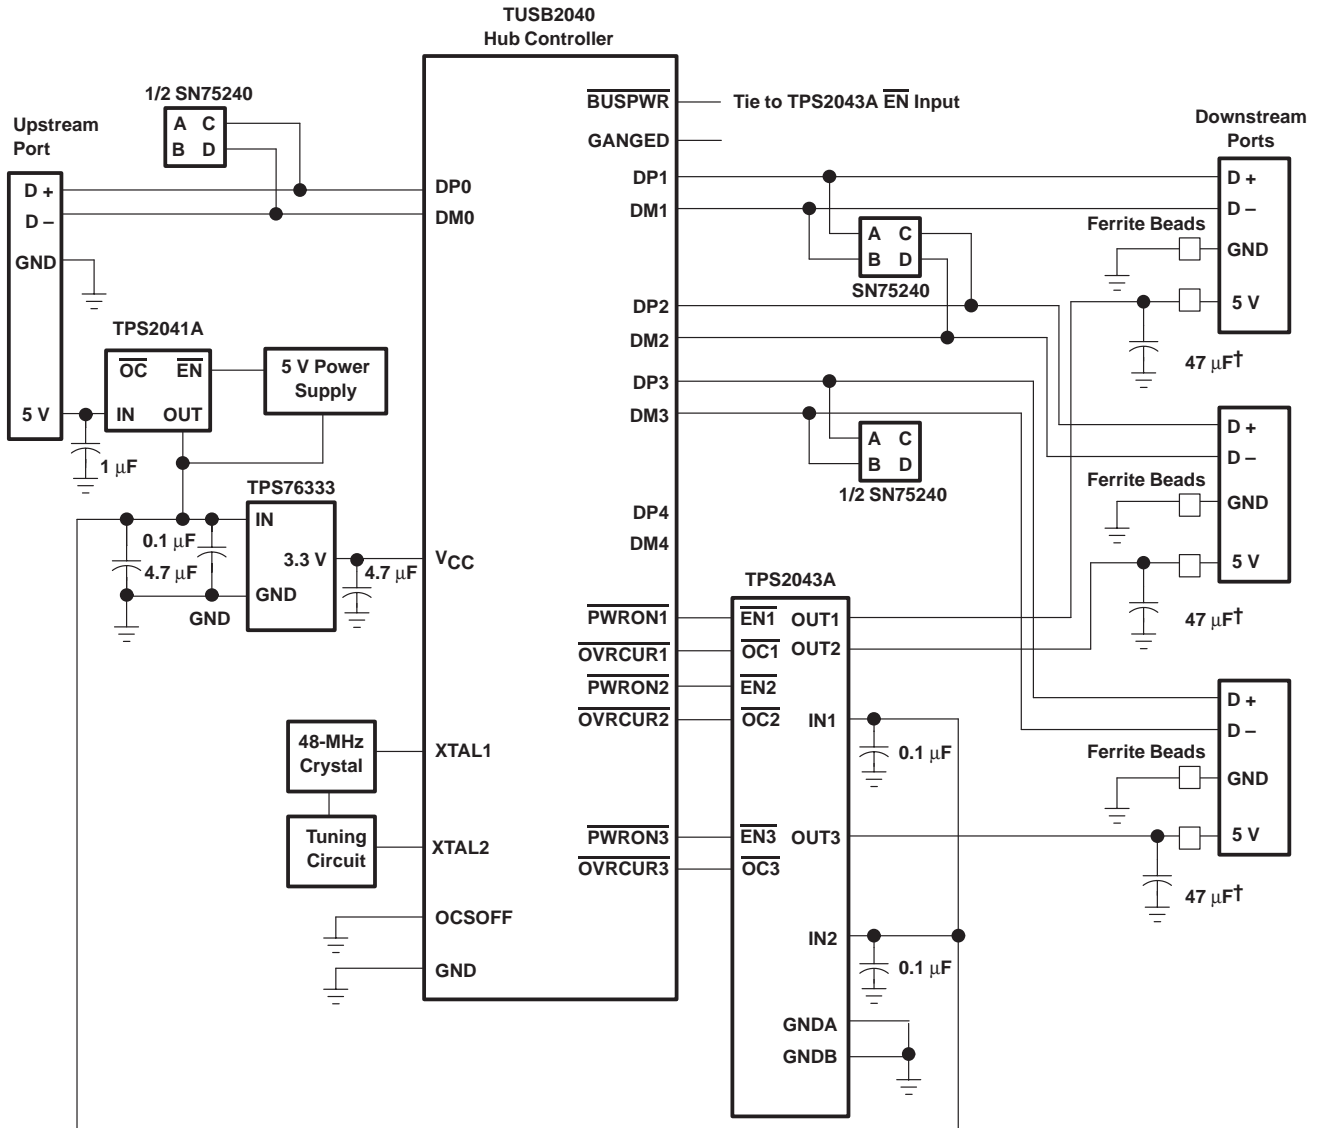 TUSB2040
Hub Controller
1/2 SN75240
A C
B D
Upstream
Port
D +
D –
GND
5 V
TPS2041A
OC EN
IN OUT
5 V Power
Supply
1 µF
TPS76333
IN
3.3 V
GND
0.1 µF
4.7 µF
GND
4.7 µF
48-MHz
Crystal
Tuning
Circuit
DP0
DM0
VCC
XTAL1
XTAL2
OCSOFF
GND
BUSPWR
GANGED
DP1
DM1
DP2
DM2
DP3
DM3
DP4
DM4
PWRON1
OVRCUR1
PWRON2
OVRCUR2
PWRON3
OVRCUR3
Tie to TPS2043A EN Input
A C
B D
SN75240
A C
B D
1/2 SN75240
TPS2043A
EN1 OUT1
OC1 OUT2
EN2
OC2 IN1
EN3 OUT3
OC3
IN2
GNDA
GNDB
0.1 µF
0.1 µF
Downstream
Ports
D +
D –
Ferrite Beads
GND
5 V
47 µF†
D +
D –
Ferrite Beads
GND
5 V
47 µF†
D +
D –
Ferrite Beads
GND
5 V
47 µF†